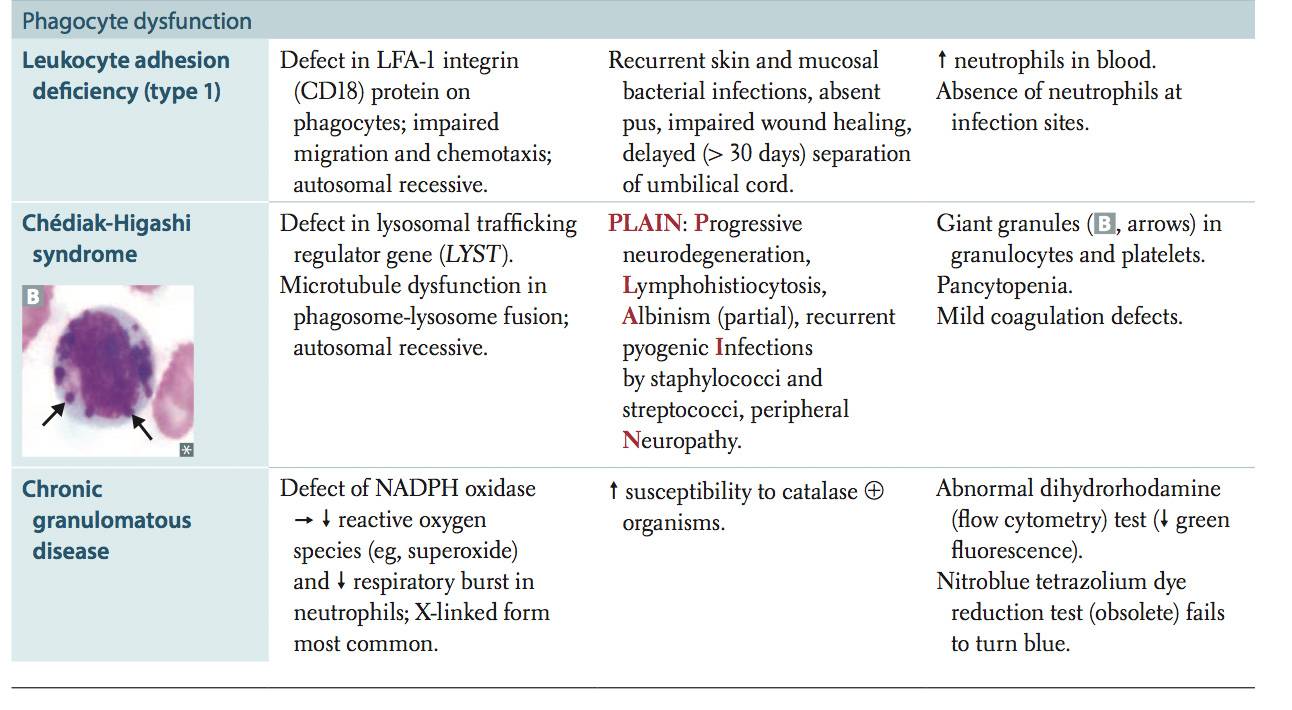 Phagocyte dysfunction
Leukocyte adhesion
deficiency (type 1)
Defect in LFA-1 integrin
(CD18) protein on
phagocytes; impaired
migration and chemotaxis;
autosomal recessive.
Recurrent skin and mucosal
bacterial infections, absent
pus, impaired wound healing,
delayed (> 30 days) separation
of umbilical cord.
↑ neutrophils in blood.
Absence of neutrophils at
infection sites.
Chédiak-Higashi
syndrome
B
Defect in lysosomal trafficking
regulator gene (LYST).
Microtubule dysfunction in
phagosome-lysosome fusion;
autosomal recessive.
PLAIN: Progressive
neurodegeneration,
Lymphohistiocytosis,
Albinism (partial), recurrent
pyogenic Infections
by staphylococci and
streptococci, peripheral
Neuropathy.
Giant granules (B, arrows) in
granulocytes and platelets.
Pancytopenia.
Mild coagulation defects.
Chronic
granulomatous
disease
Defect of NADPH oxidase
→ ↓ reactive oxygen
species (eg, superoxide)
and ↓ respiratory burst in
neutrophils; X-linked form
most common.
↑ susceptibility to catalase ⊕
organisms.
Abnormal dihydrorhodamine
(flow cytometry) test (↓ green
fluorescence).
Nitroblue tetrazolium dye
reduction test (obsolete) fails
to turn blue.